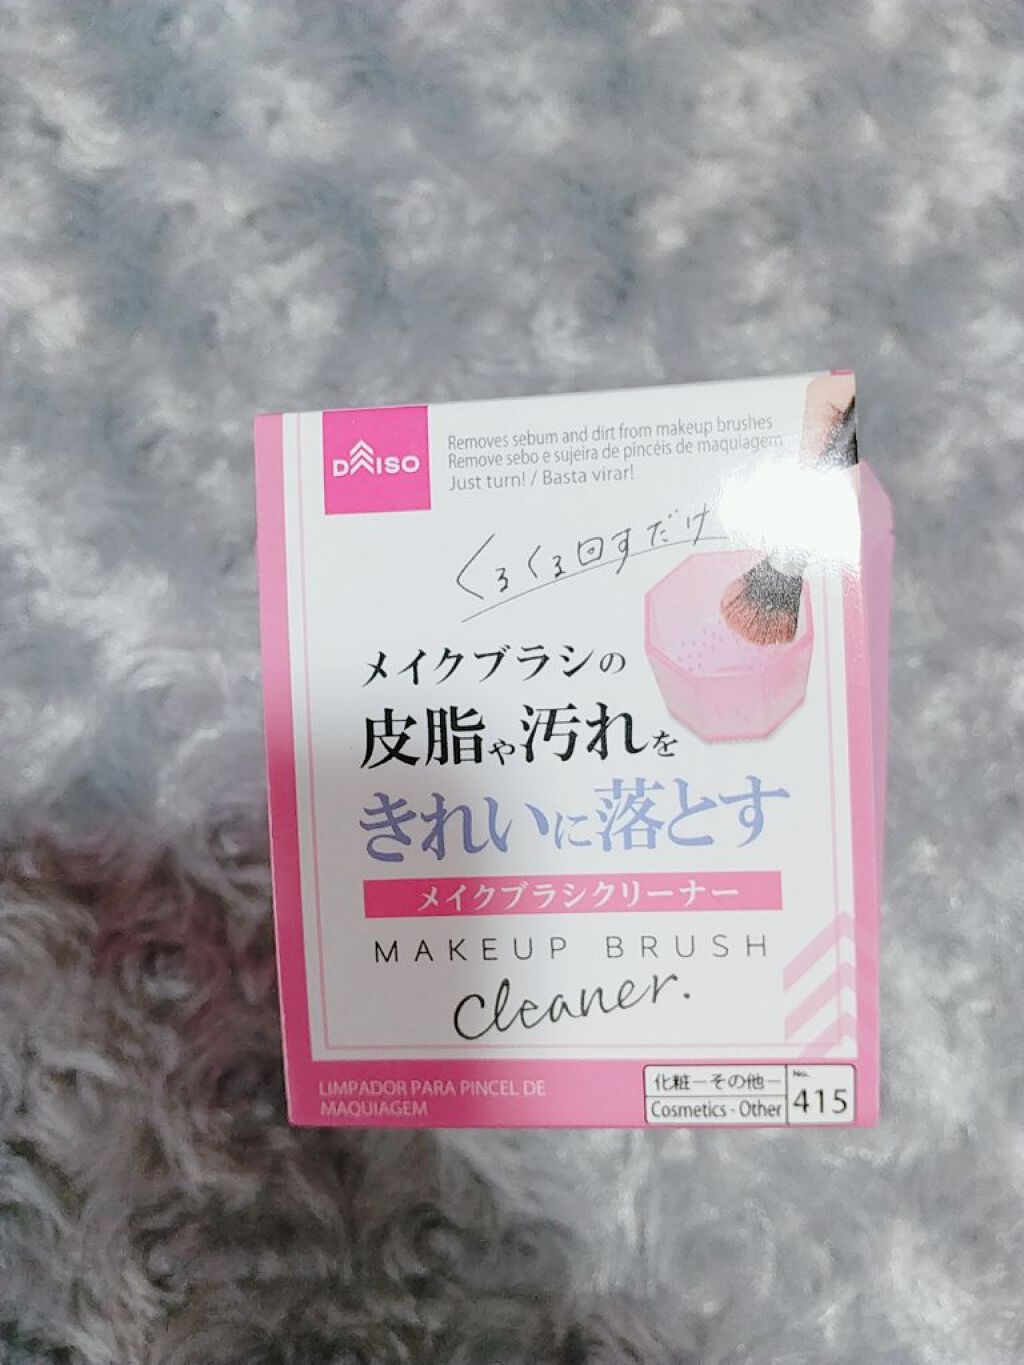 DAISO
Removes sebum and dirt from makeup brushes
Remove sebo e sujeira de pincéis de maquiagem
Just turn! / Basta virar!
くるくる回すだけ
メイクブラシの
皮脂や汚れを
きれいに落とす
メイクブラシクリーナー
MAKEUP BRUSH
cleaner.
LIMPADOR PARA PINCEL DE
MAQUIAGEM
化粧－その他－
Cosmetics - Other
No.
415